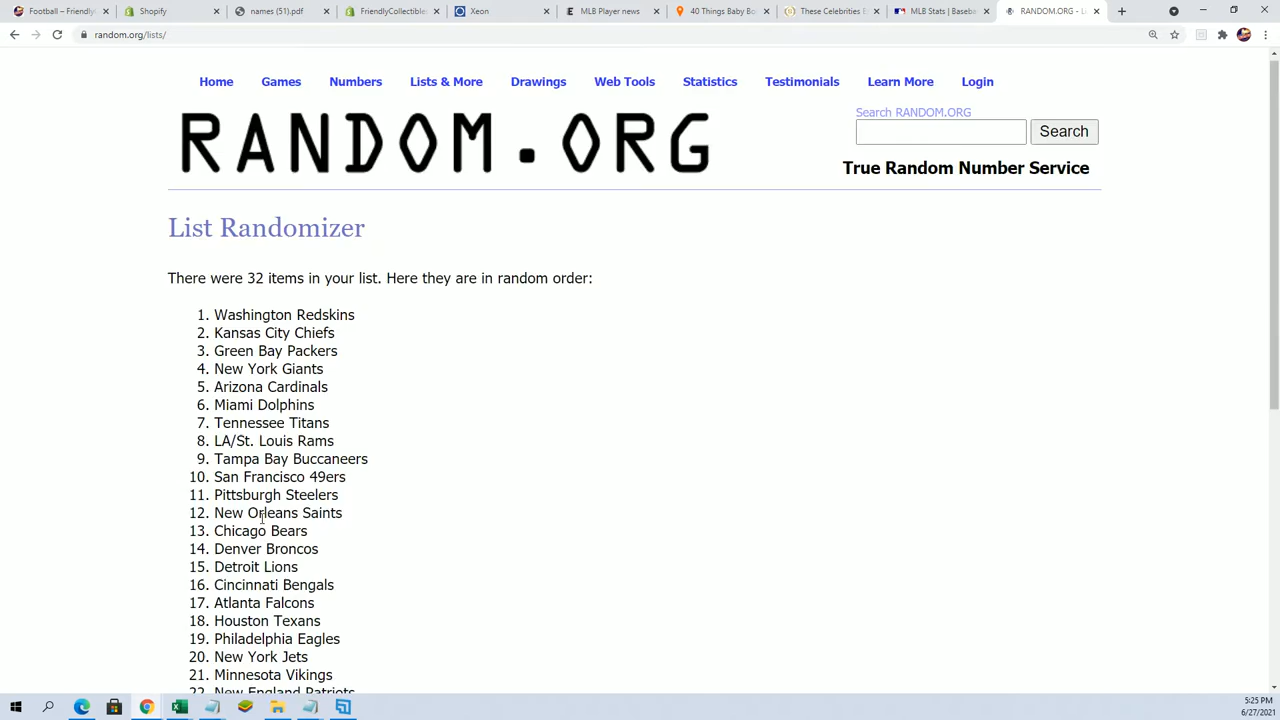 Football – Friendlys
Shopify
names (51).pdf
FriendlyCollectibles
Xeon
MLB Player news
40 Things Baby Bo
These Celebrities E
MLB Stats | Baseba
RANDOM.ORG - L
random.org/lists/
Home Games Numbers Lists & More Drawings Web Tools Statistics Testimonials Learn More Login
RANDOM.ORG
Search RANDOM.ORG
Search
True Random Number Service
List Randomizer
There were 32 items in your list. Here they are in random order:
1. Washington Redskins
2. Kansas City Chiefs
3. Green Bay Packers
4. New York Giants
5. Arizona Cardinals
6. Miami Dolphins
7. Tennessee Titans
8. LA/St. Louis Rams
9. Tampa Bay Buccaneers
10. San Francisco 49ers
11. Pittsburgh Steelers
12. New Orleans Saints
13. Chicago Bears
14. Denver Broncos
15. Detroit Lions
16. Cincinnati Bengals
17. Atlanta Falcons
18. Houston Texans
19. Philadelphia Eagles
20. New York Jets
21. Minnesota Vikings
22. New England Patriots
5:25 PM
6/27/2021